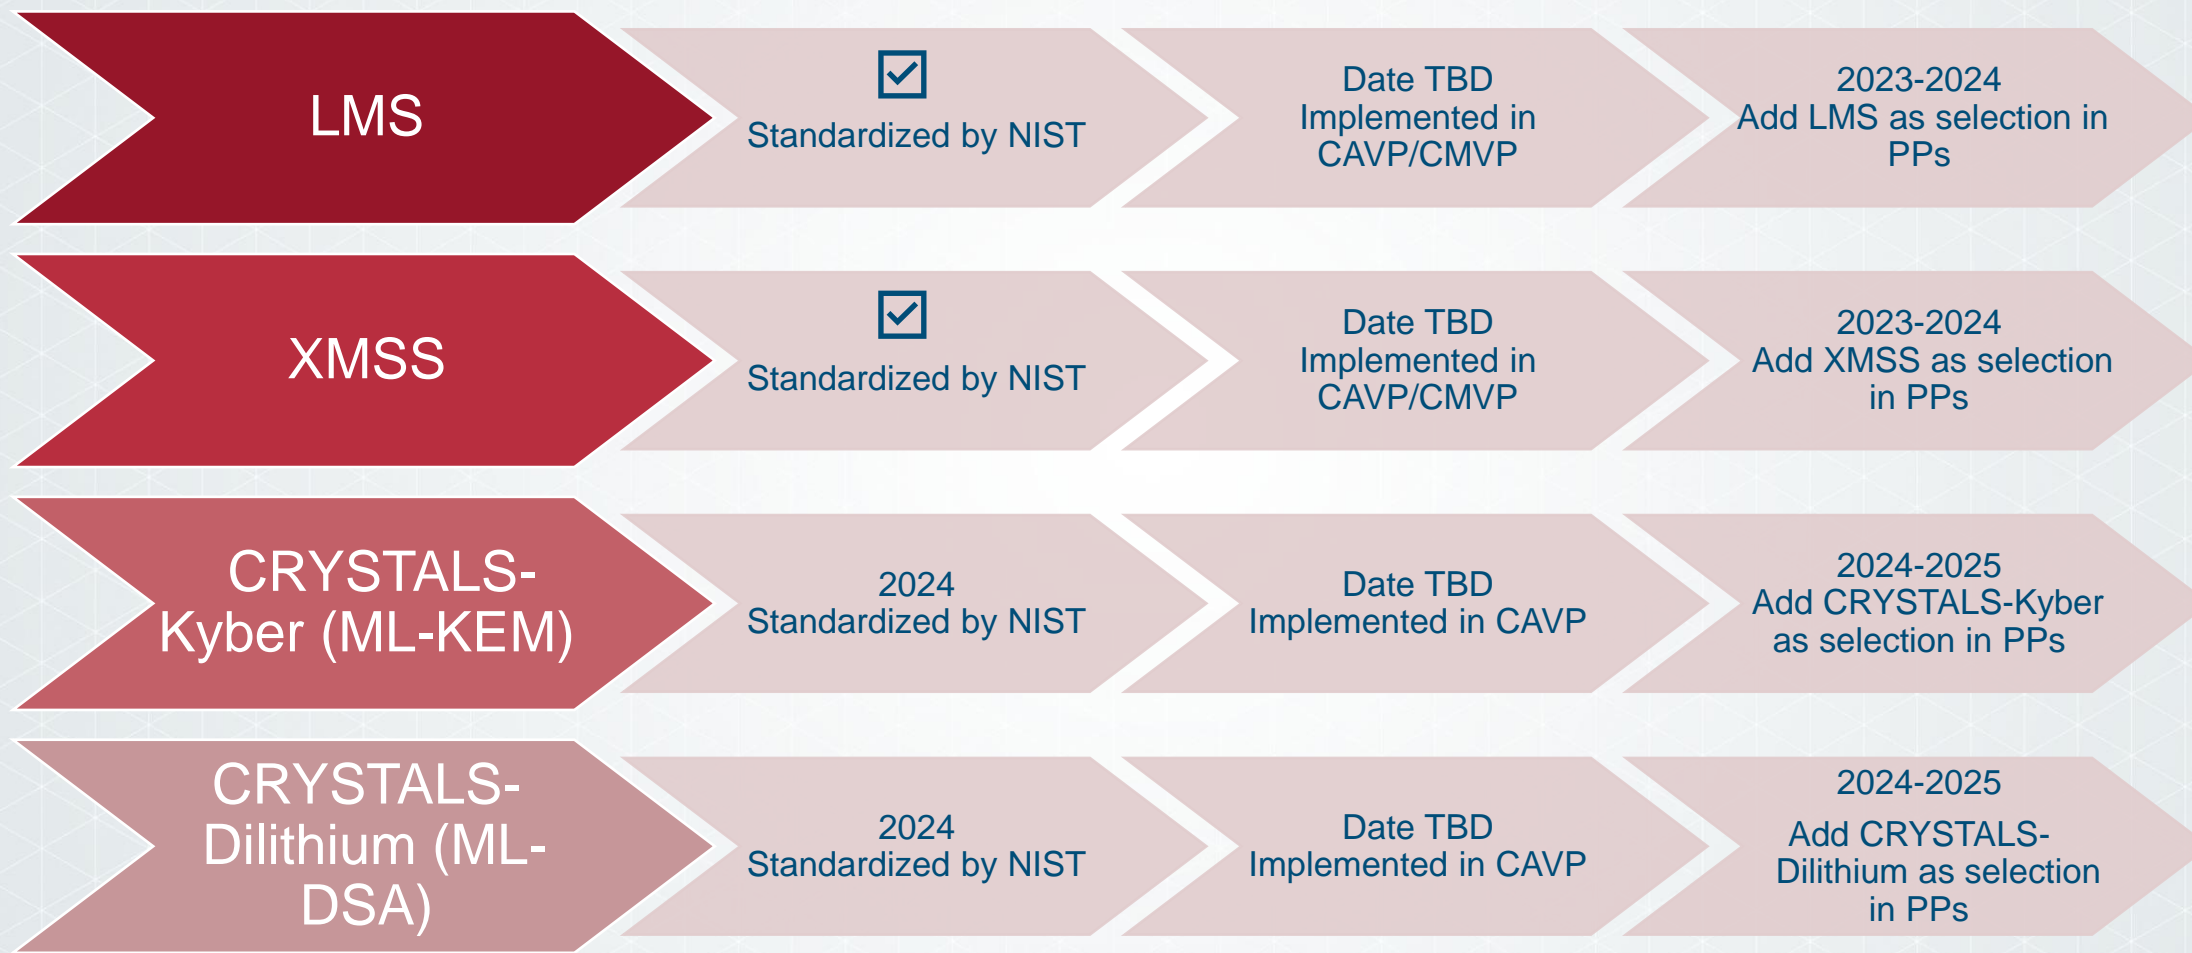 LMS
Standardized by NIST
Date TBD
Implemented in
CAVP/CMVP
2023-2024
Add LMS as selection in
PPs
XMSS
Standardized by NIST
Date TBD
Implemented in
CAVP/CMVP
2023-2024
Add XMSS as selection
in PPs
CRYSTALS-
Kyber (ML-KEM)
2024
Standardized by NIST
Date TBD
Implemented in CAVP
2024-2025
Add CRYSTALS-Kyber
as selection in PPs
CRYSTALS-
Dilithium (ML-
DSA)
2024
Standardized by NIST
Date TBD
Implemented in CAVP
2024-2025
Add CRYSTALS-
Dilithium as selection
in PPs